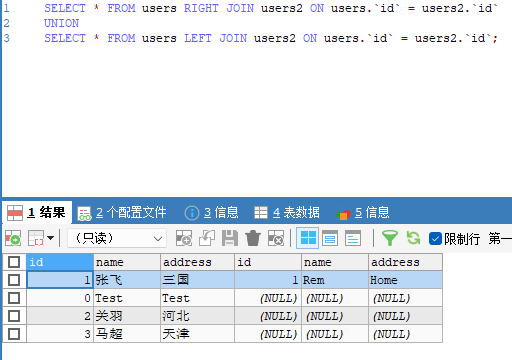 1 SELECT * FROM users RIGHT JOIN users2 ON users.`id` = users2.`id`
2 UNION
3 SELECT * FROM users LEFT JOIN users2 ON users.`id` = users2.`id`;
1 结果 2 个配置文件 3 信息 4 表数据 5 信息
（只读） 限制行 第一
id name address id name address
1 张飞 三国 1 Rem Home
0 Test Test (NULL) (NULL) (NULL)
2 关羽 河北 (NULL) (NULL) (NULL)
3 马超 天津 (NULL) (NULL) (NULL)